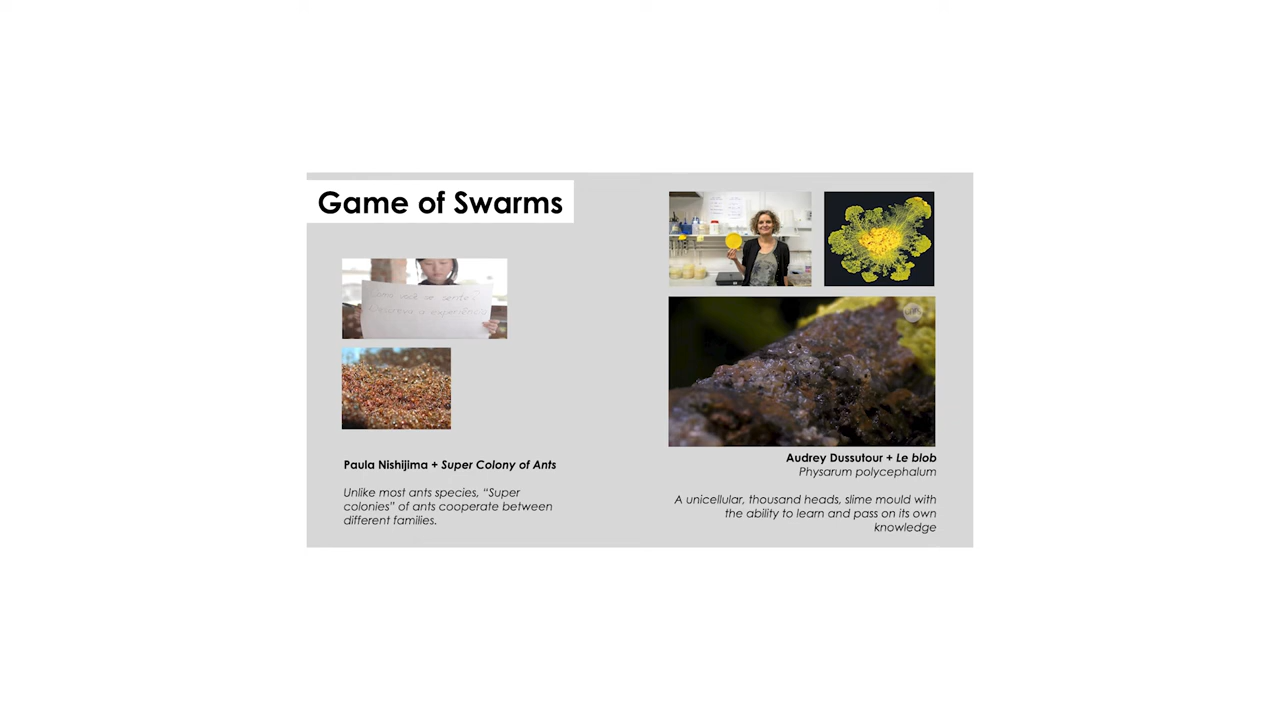 Game of Swarms
Paula Nishijima + Super Colony of Ants
Unlike most ants species, “Super
colonies” of ants cooperate between
different families.
Audrey Dussutour + Le blob
Physarum polycephalum
A unicellular, thousand heads, slime mould with
the ability to learn and pass on its own
knowledge